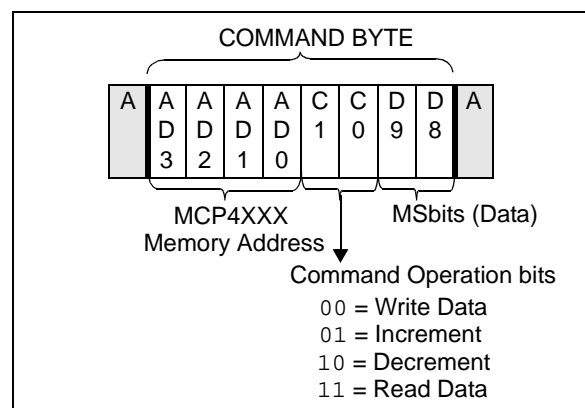 COMMAND BYTE
A A A A A C C D D A
D D D D 1 0 9 8
3 2 1 0
MCP4XXX MSbits (Data)
Memory Address
Command Operation bits
00 = Write Data
01 = Increment
10 = Decrement
11 = Read Data